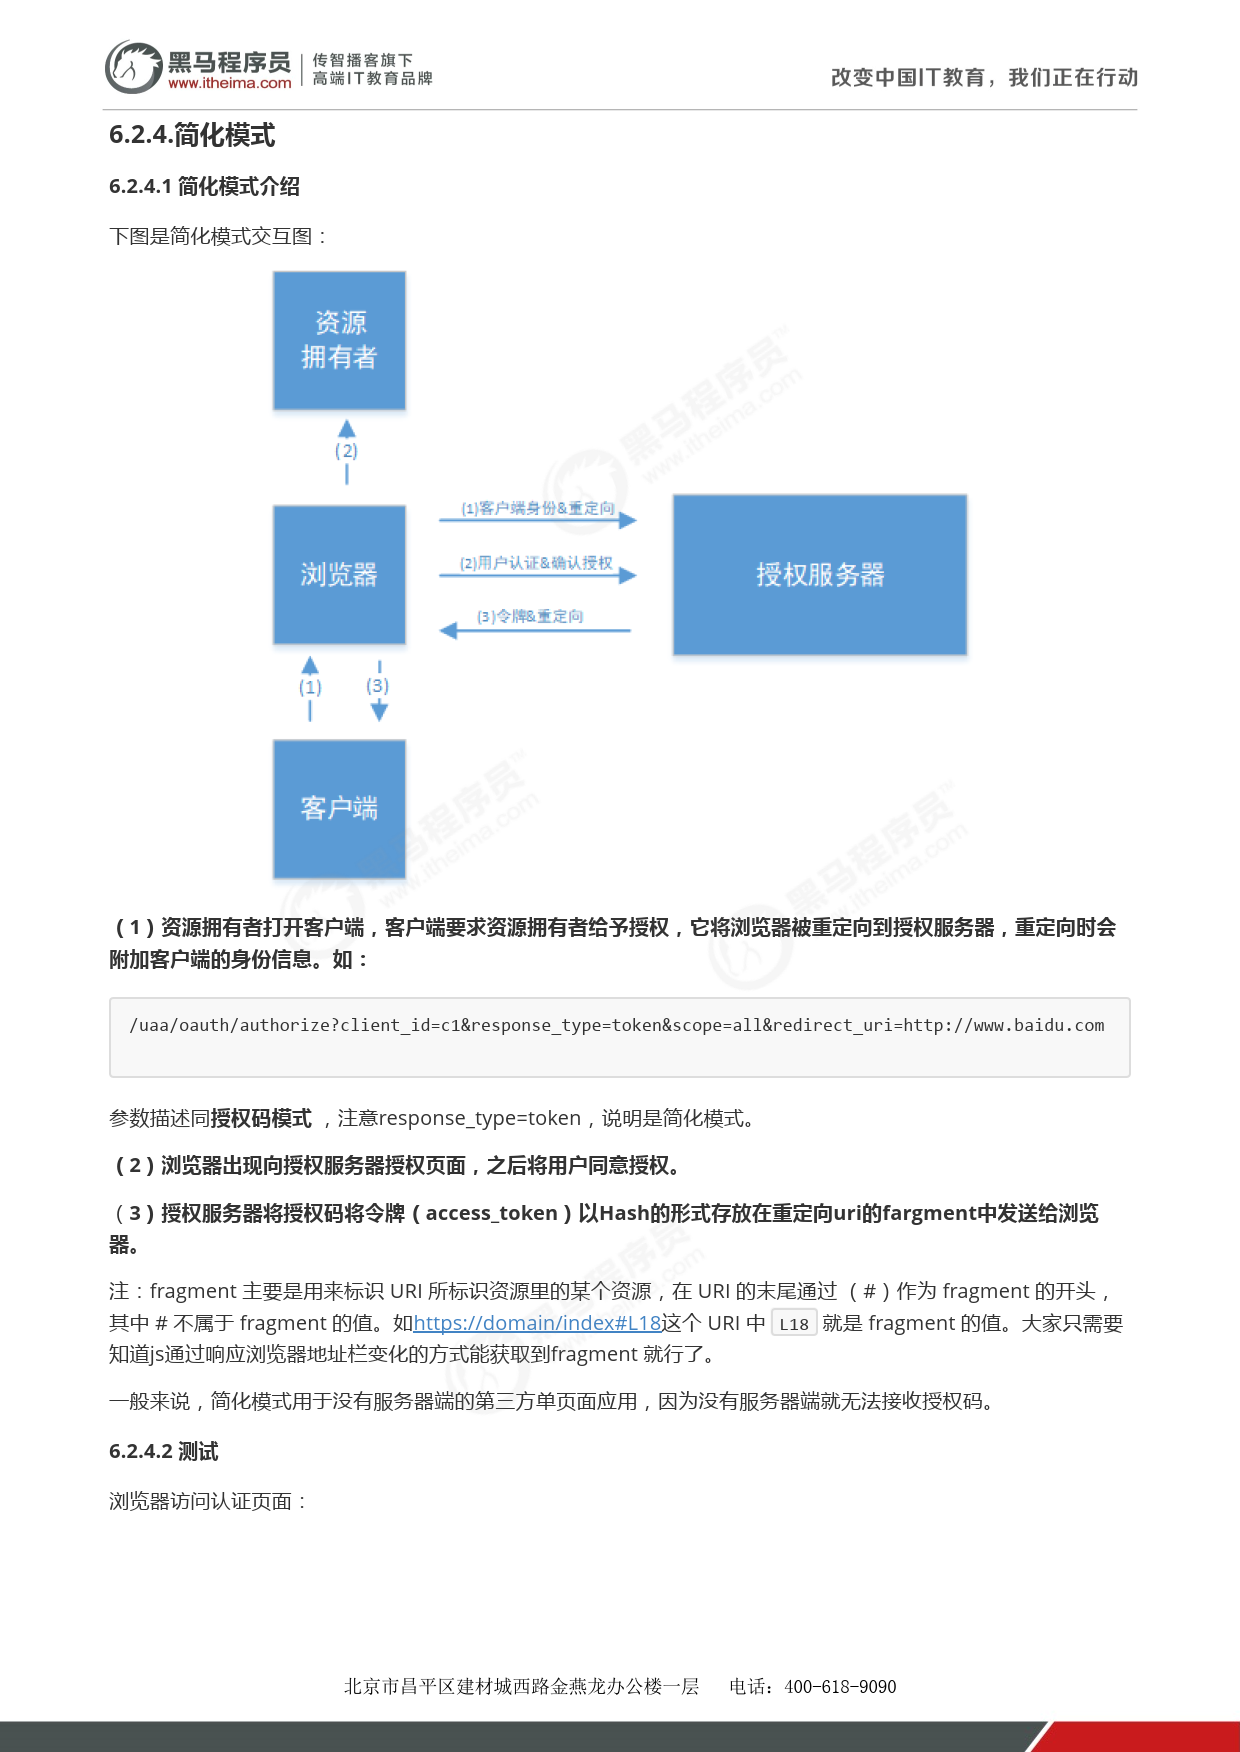 黑马程序员
www.itheima.com
传智播客旗下
高端IT教育品牌
改变中国IT教育，我们正在行动
6.2.4.简化模式
6.2.4.1 简化模式介绍
下图是简化模式交互图：
资源
拥有者
(2)
(1)客户端身份&重定向
(2)用户认证&确认授权
(3)令牌&重定向
浏览器
授权服务器
(1)
(3)
客户端
（1）资源拥有者打开客户端，客户端要求资源拥有者给予授权，它将浏览器被重定向到授权服务器，重定向时会
附加客户端的身份信息。如：
/uaa/oauth/authorize?client_id=c1&response_type=token&scope=all&redirect_uri=http://www.baidu.com
参数描述同授权码模式 ，注意response_type=token，说明是简化模式。
（2）浏览器出现向授权服务器授权页面，之后将用户同意授权。
（3）授权服务器将授权码将令牌（access_token）以Hash的形式存放在重定向uri的fargment中发送给浏览
器。
注：fragment 主要是用来标识 URI 所标识资源里的某个资源，在 URI 的末尾通过 （#）作为 fragment 的开头，
其中 # 不属于 fragment 的值。如https://domain/index#L18这个 URI 中 L18 就是 fragment 的值。大家只需要
知道js通过响应浏览器地址栏变化的方式能获取到fragment 就行了。
一般来说，简化模式用于没有服务器端的第三方单页面应用，因为没有服务器端就无法接收授权码。
6.2.4.2 测试
浏览器访问认证页面：
北京市昌平区建材城西路金燕龙办公楼一层 电话：400-618-9090